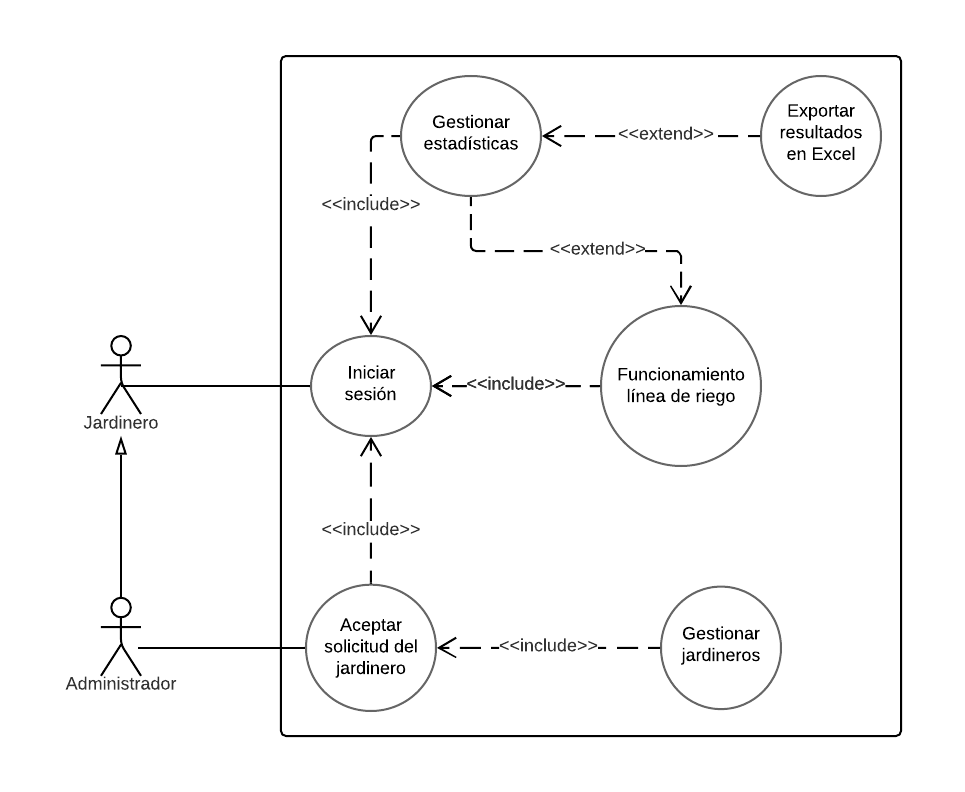 Gestionar
estadísticas
<<extend>>
Exportar
resultados
en Excel
<<include>>
<<extend>>
Jardinero
Iniciar
sesión
<<include>>
Funcionamiento
línea de riego
<<include>>
Administrador
Aceptar
solicitud del
jardinero
<<include>>
Gestionar
jardineros